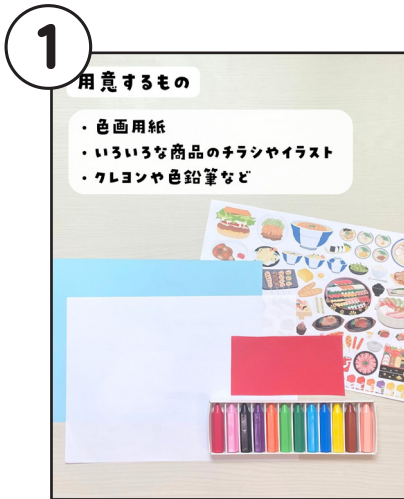 1
用意するもの
・色画用紙
・いろいろな商品のチラシやイラスト
・クレヨンや色鉛筆など